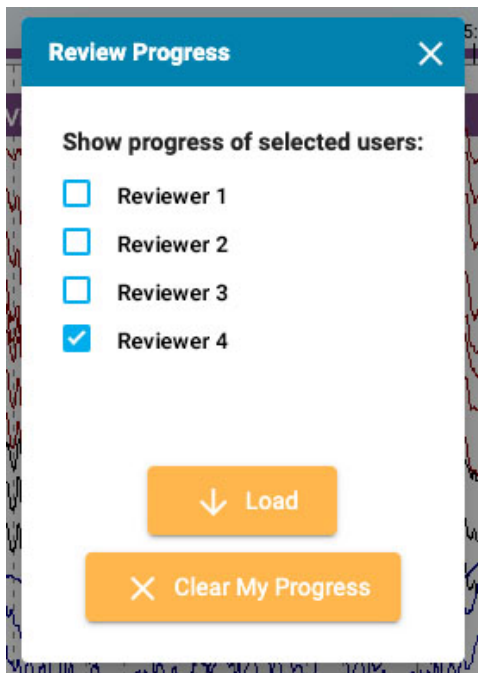 Review Progress
5:
Show progress of selected users:
Reviewer 1
Reviewer 2
Reviewer 3
Reviewer 4
Load
Clear My Progress